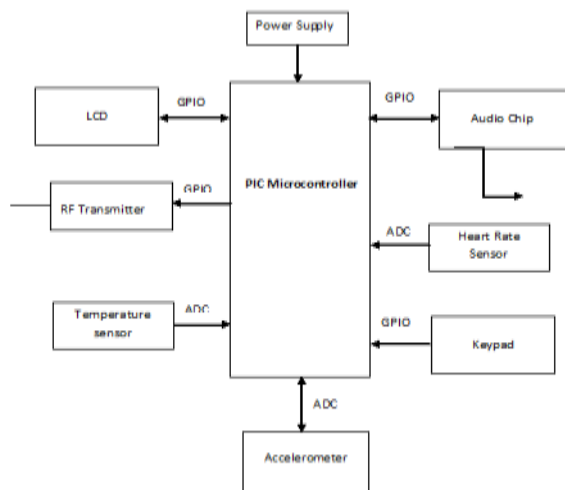 Power Supply
GPIO
LCD
GPIO
Audio Chip
PIC Microcontroller
GPIO
RF Transmitter
ADC
Heart Rate
Sensor
Temperature
sensor
ADC
GPIO
Keypad
ADC
Accelerometer